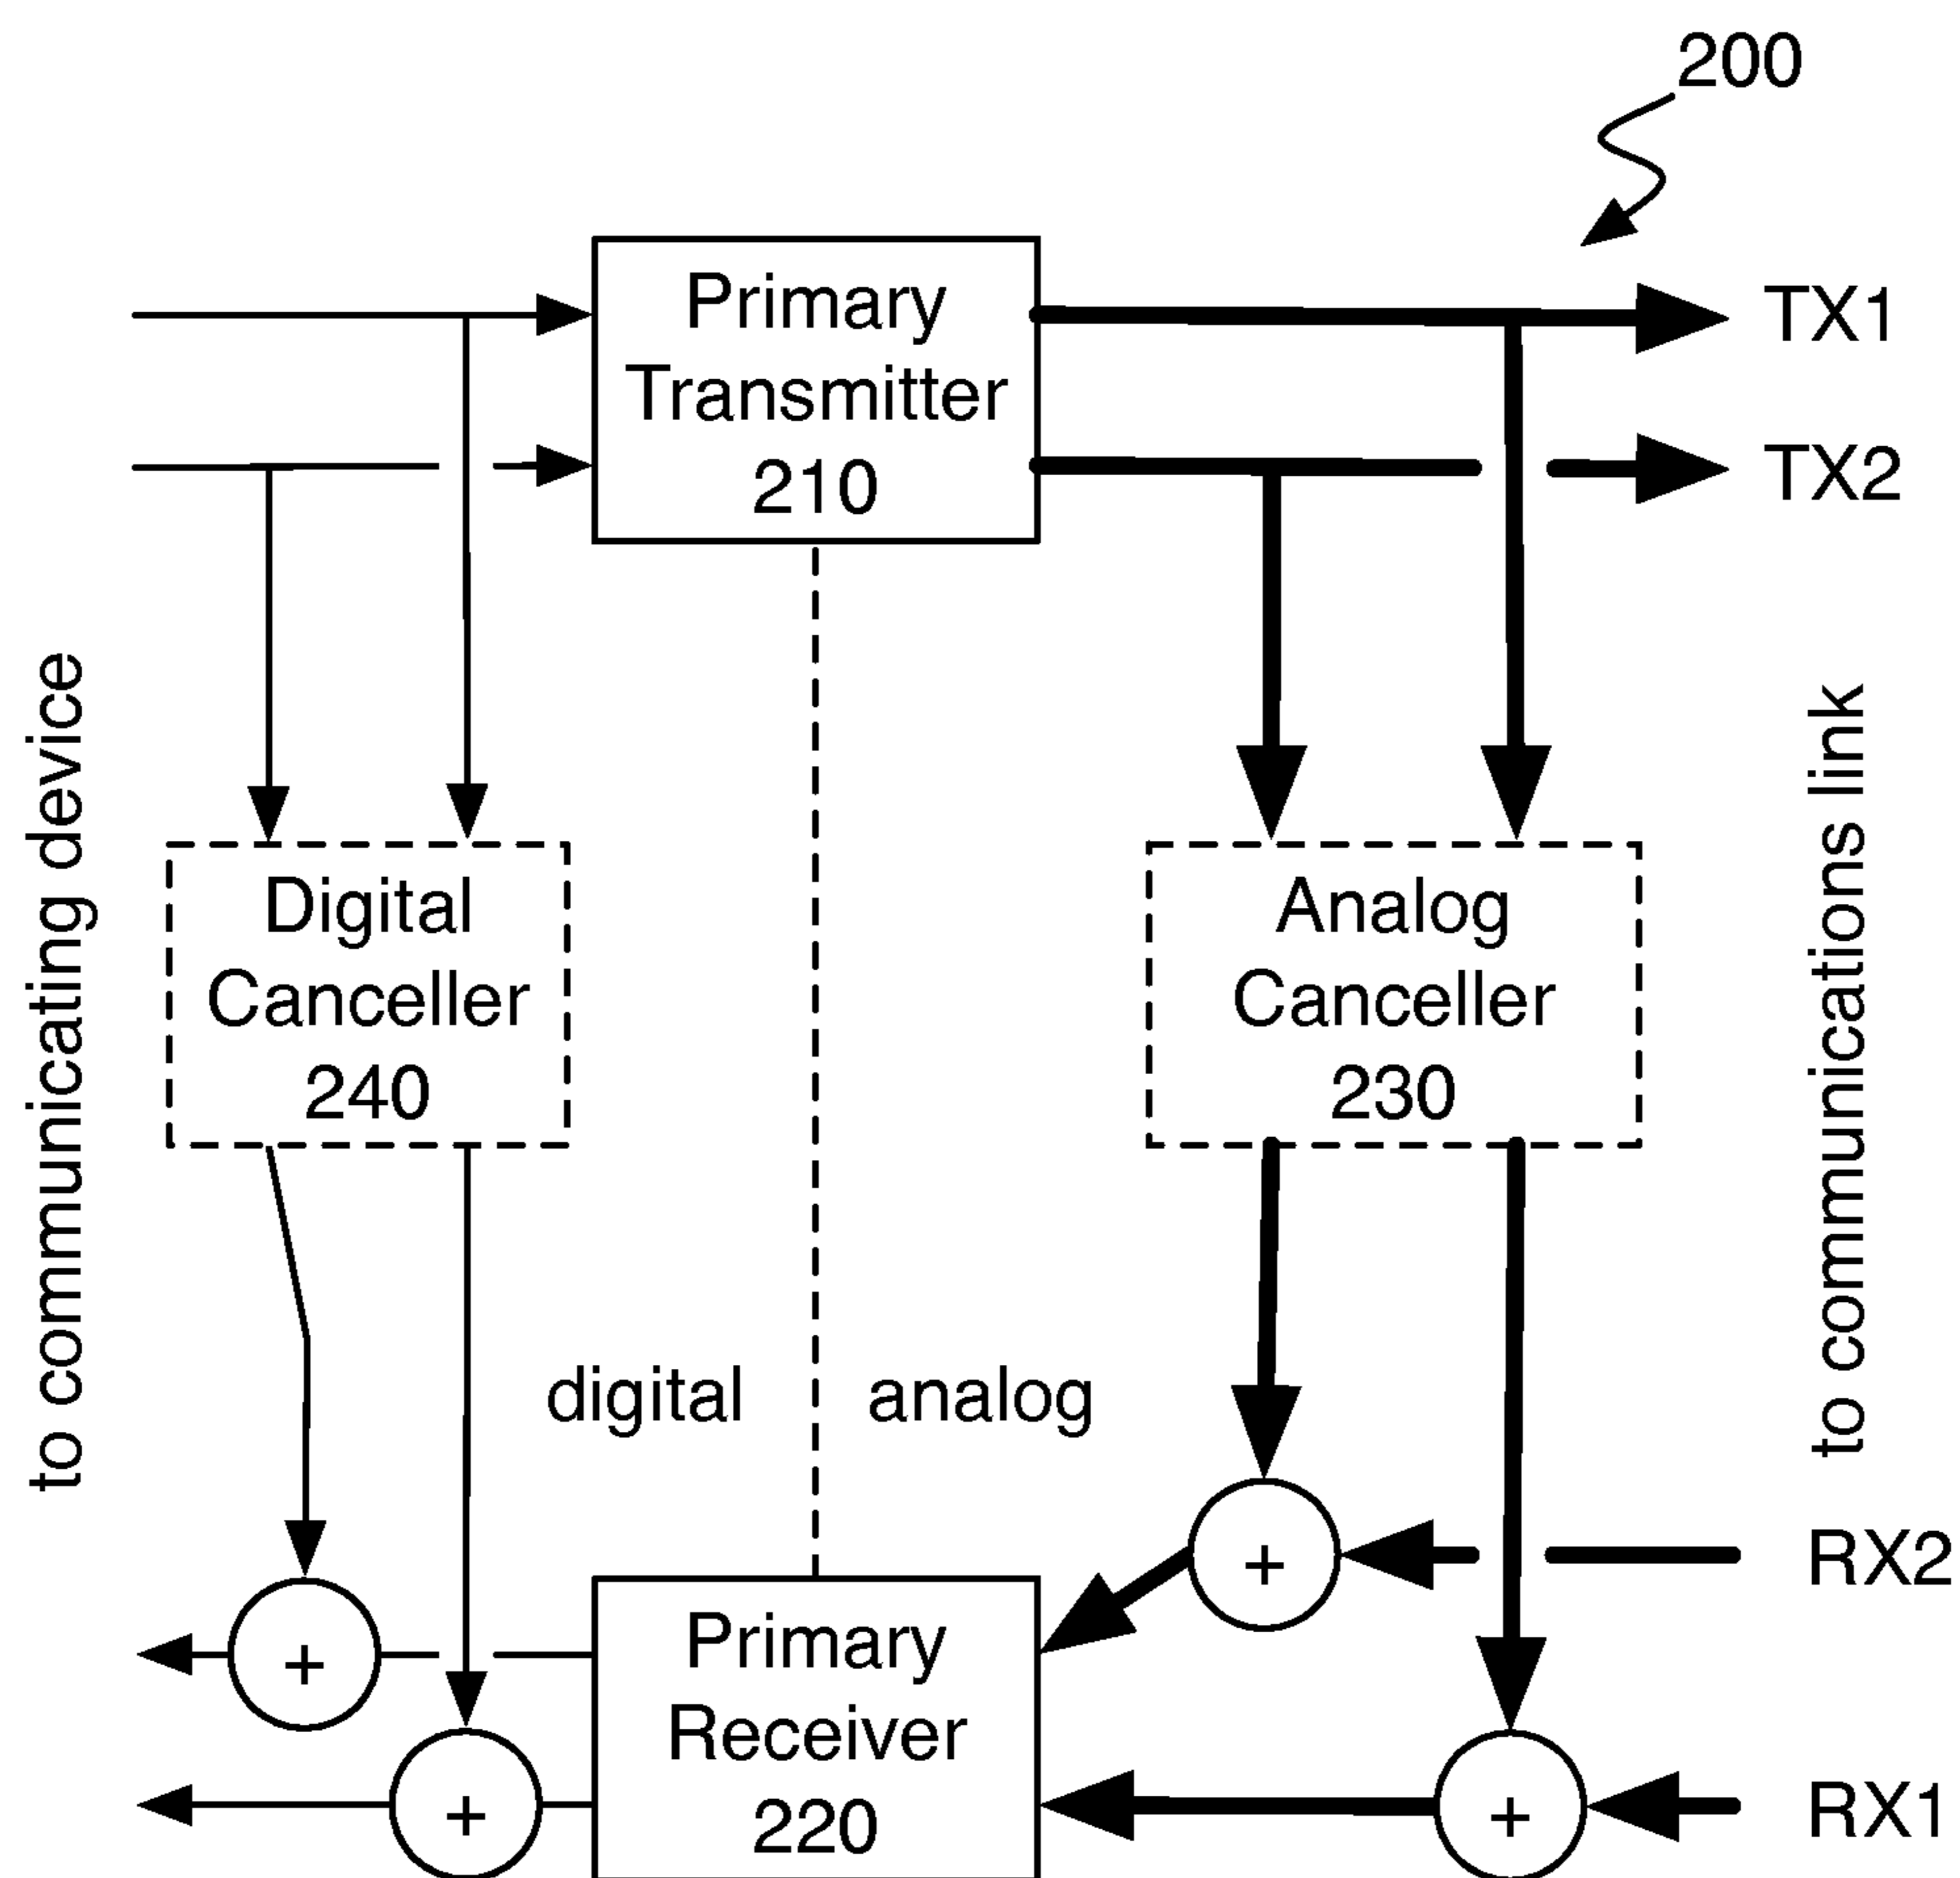 200
Primary
Transmitter
210
TX1
TX2
to communicating device
Digital
Canceller
240
Analog
Canceller
230
to communications link
digital
analog
+
RX2
+
Primary
Receiver
220
+
+
RX1